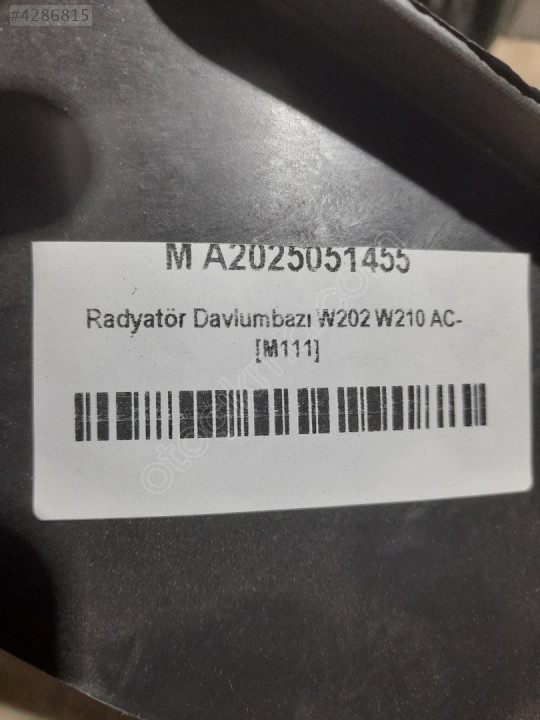 #4286815
M A2025051455
Radyatör Davlumbazı W202 W210 AC-
[M111]